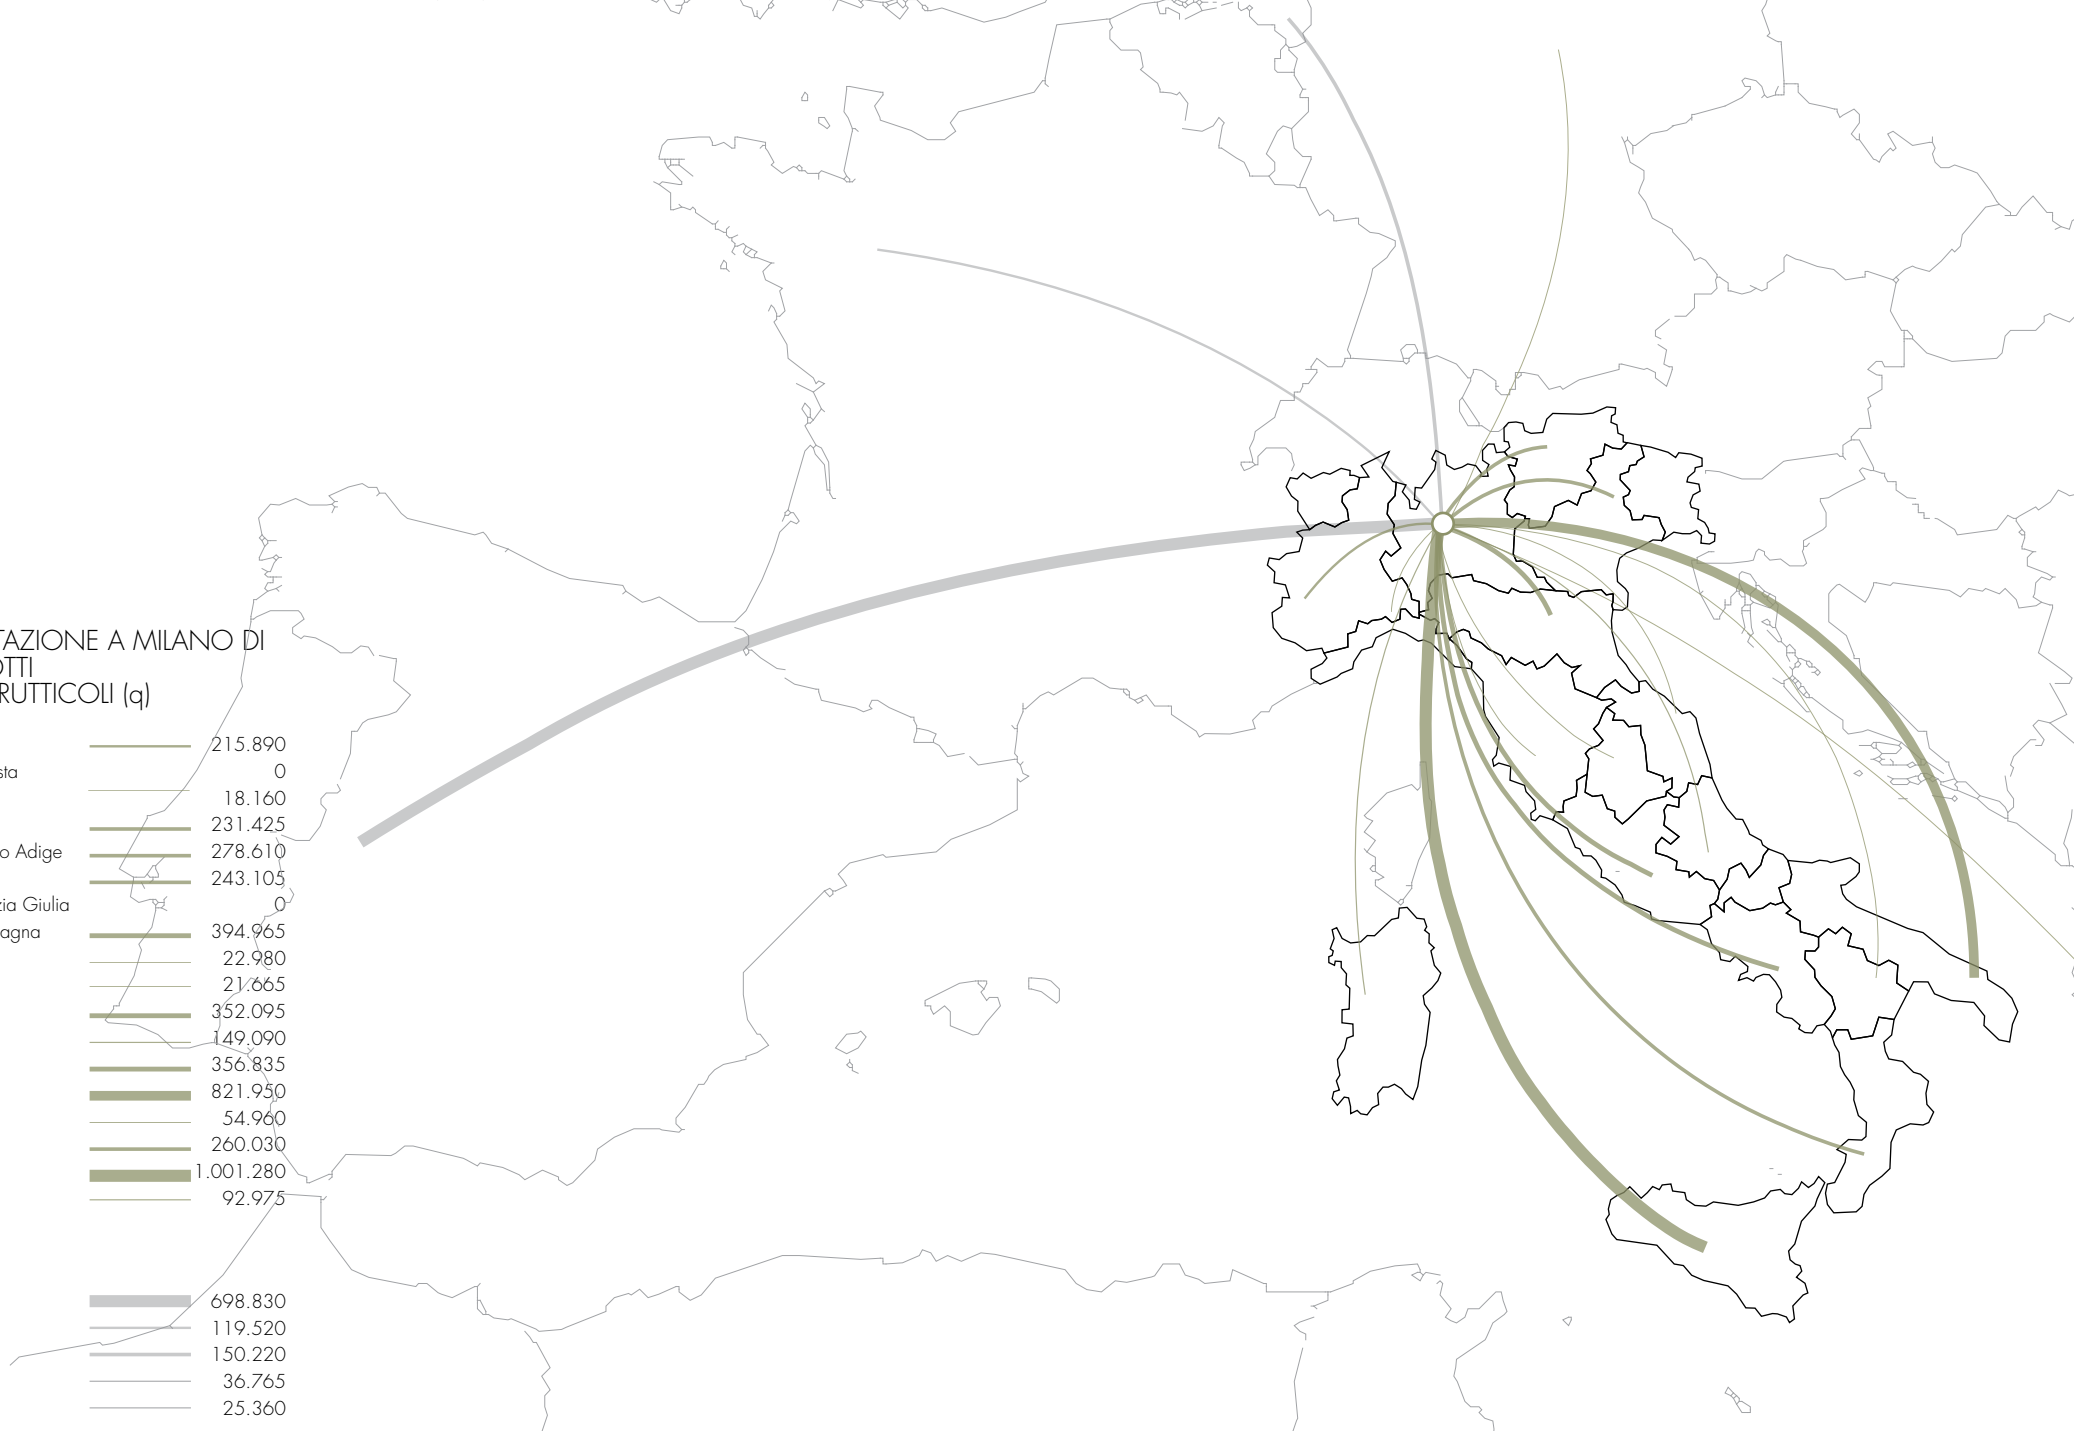 TAZIONE A MILANO DI
OTTI
RUTTICOLI (q)
215.890
sta 0
18.160
231.425
o Adige 278.610
243.105
zia Giulia 0
agna 394.965
22.980
21.665
352.095
149.090
356.835
821.950
54.960
260.030
1.001.280
92.975
698.830
119.520
150.220
36.765
25.360